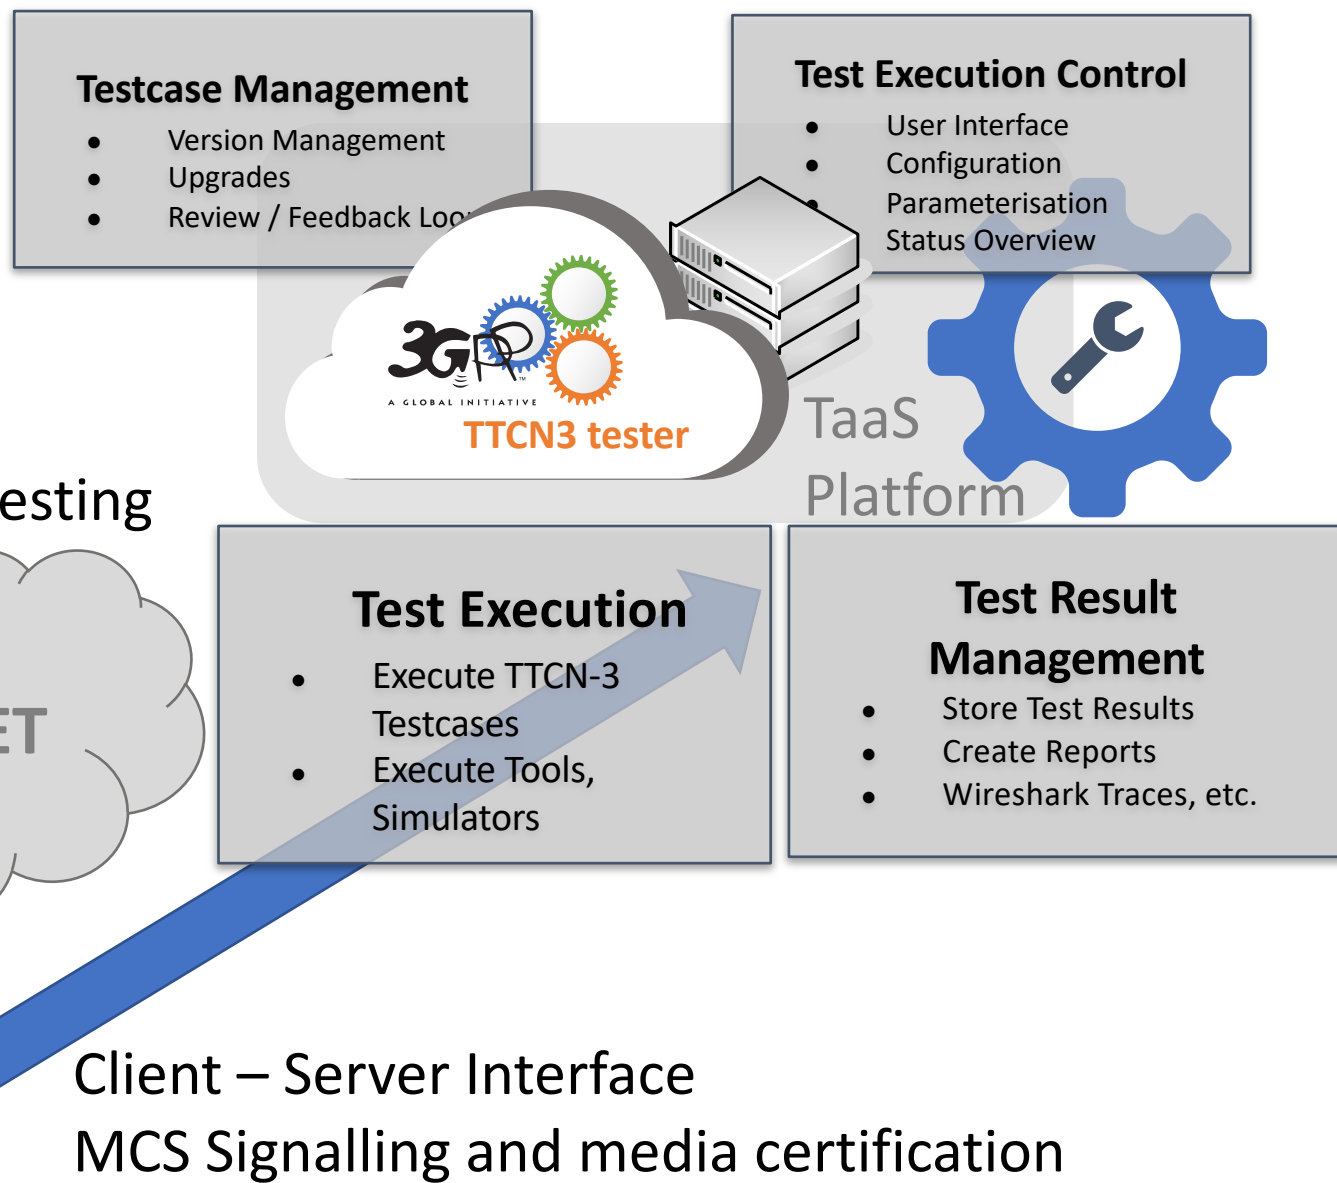 Testcase Management
• Version Management
• Upgrades
• Review / Feedback Loop
Test Execution Control
• User Interface
• Configuration
• Parameterisation
Status Overview
3GPP™
A GLOBAL INITIATIVE
TTCN3 tester
TaaS
Platform
esting
ET
Test Execution
• Execute TTCN-3
Testcases
• Execute Tools,
Simulators
Test Result
Management
• Store Test Results
• Create Reports
• Wireshark Traces, etc.
Client – Server Interface
MCS Signalling and media certification